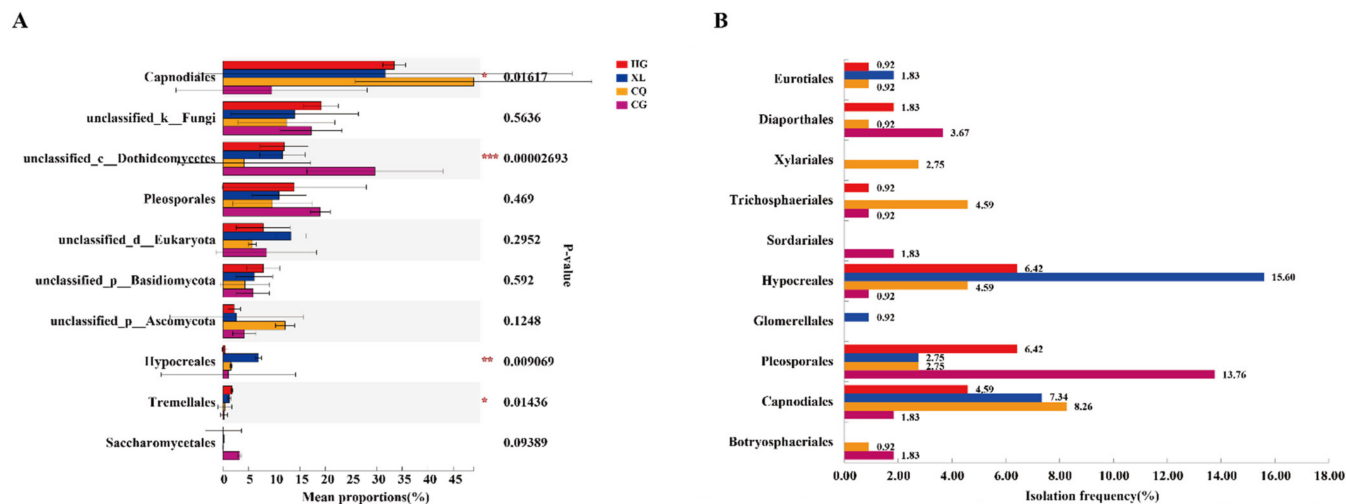 A
B
HG
XL
CQ
CG
Capnodiales
* 0.01617
unclassified_k__Fungi
0.5636
unclassified_c__Dothideomycetes
*** 0.00002693
Pleosporales
0.469
unclassified_d__Eukaryota
0.2952
unclassified_p__Basidiomycota
0.592
unclassified_p__Ascomycota
0.1248
Hypocreales
** 0.009069
Tremellales
* 0.01436
Saccharomycetales
0.09389
P-value
0 5 10 15 20 25 30 35 45
Mean proportions(%)
Eurotiales
0.92
1.83
0.92
Diaporthales
1.83
0.92
3.67
Xylariales
2.75
Trichosphaeriales
0.92
4.59
0.92
Sordariales
1.83
Hypocreales
6.42
15.60
4.59
0.92
Glomerellales
0.92
Pleosporales
6.42
2.75
2.75
13.76
Capnodiales
4.59
7.34
8.26
1.83
Botryosphaeriales
0.92
1.83
0.00 2.00 4.00 6.00 8.00 10.00 12.00 14.00 16.00 18.00
Isolation frequency(%)